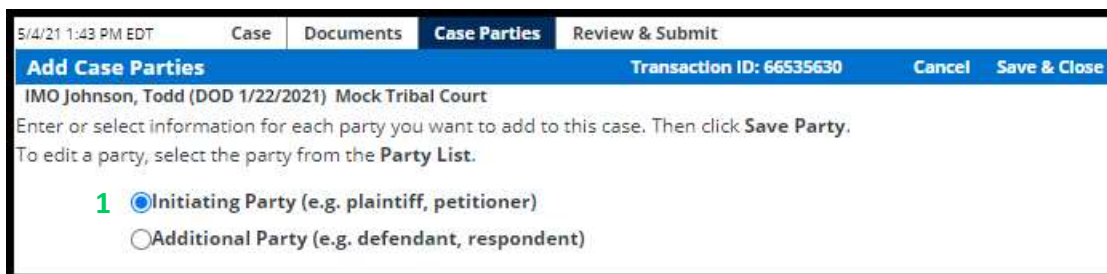 5/4/21 1:43 PM EDT Case Documents Case Parties Review & Submit
Add Case Parties Transaction ID: 66535630 Cancel Save & Close
IMO Johnson, Todd (DOD 1/22/2021) Mock Tribal Court
Enter or select information for each party you want to add to this case. Then click Save Party.
To edit a party, select the party from the Party List.
1 Initiating Party (e.g. plaintiff, petitioner)
Additional Party (e.g. defendant, respondent)